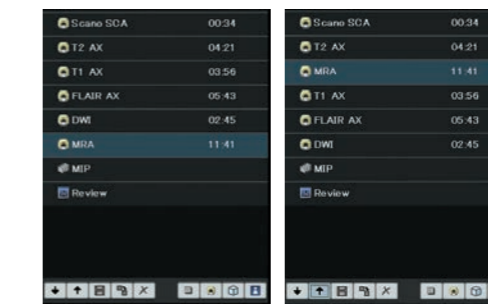 Scano SCA 00:34
T2 AX 04:21
T1 AX 03:56
FLAIR AX 05:43
DWI 02:45
MRA 11:41
MIP
Review
Scano SCA 00:34
T2 AX 04:21
MRA 11:41
T1 AX 03:56
FLAIR AX 05:43
DWI 02:45
MIP
Review